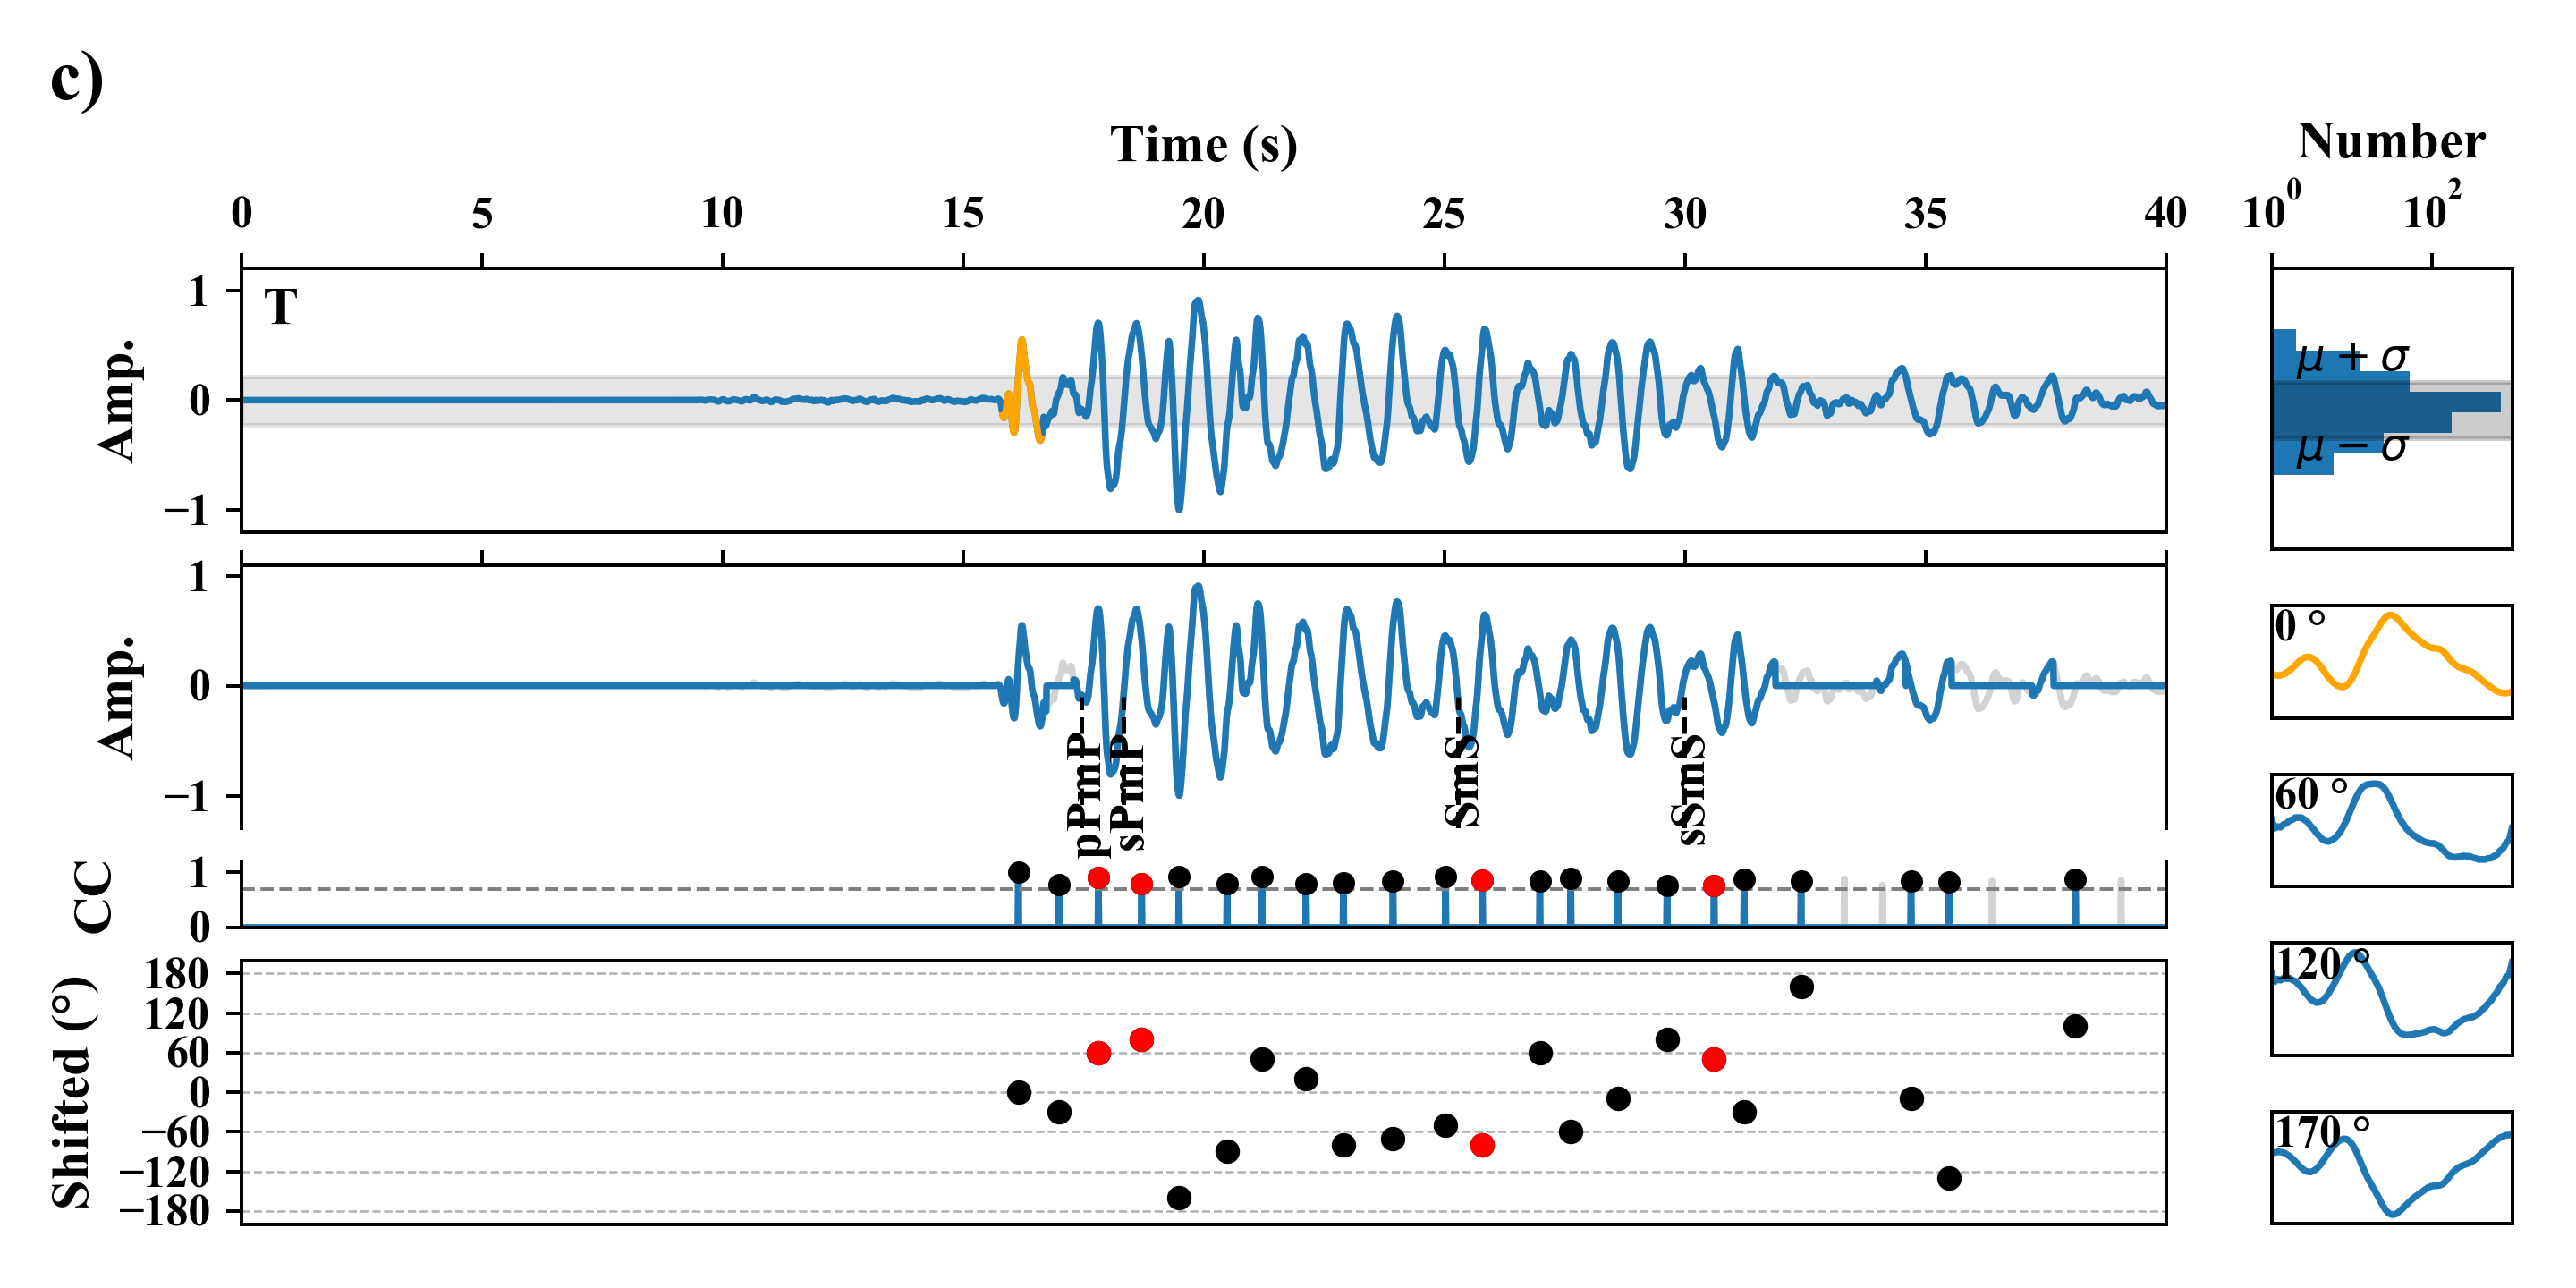 c)
Time (s)
Number
0 5 10 15 20 25 30 35 40
10^0 10^2
T
Amp.
1
0
−1
μ + σ
μ − σ
Amp.
1
0
−1
pPmP
sPmP
SmS
sSmS
0 °
60 °
CC
1
0
120 °
Shifted (°)
180
120
60
0
−60
−120
−180
170 °